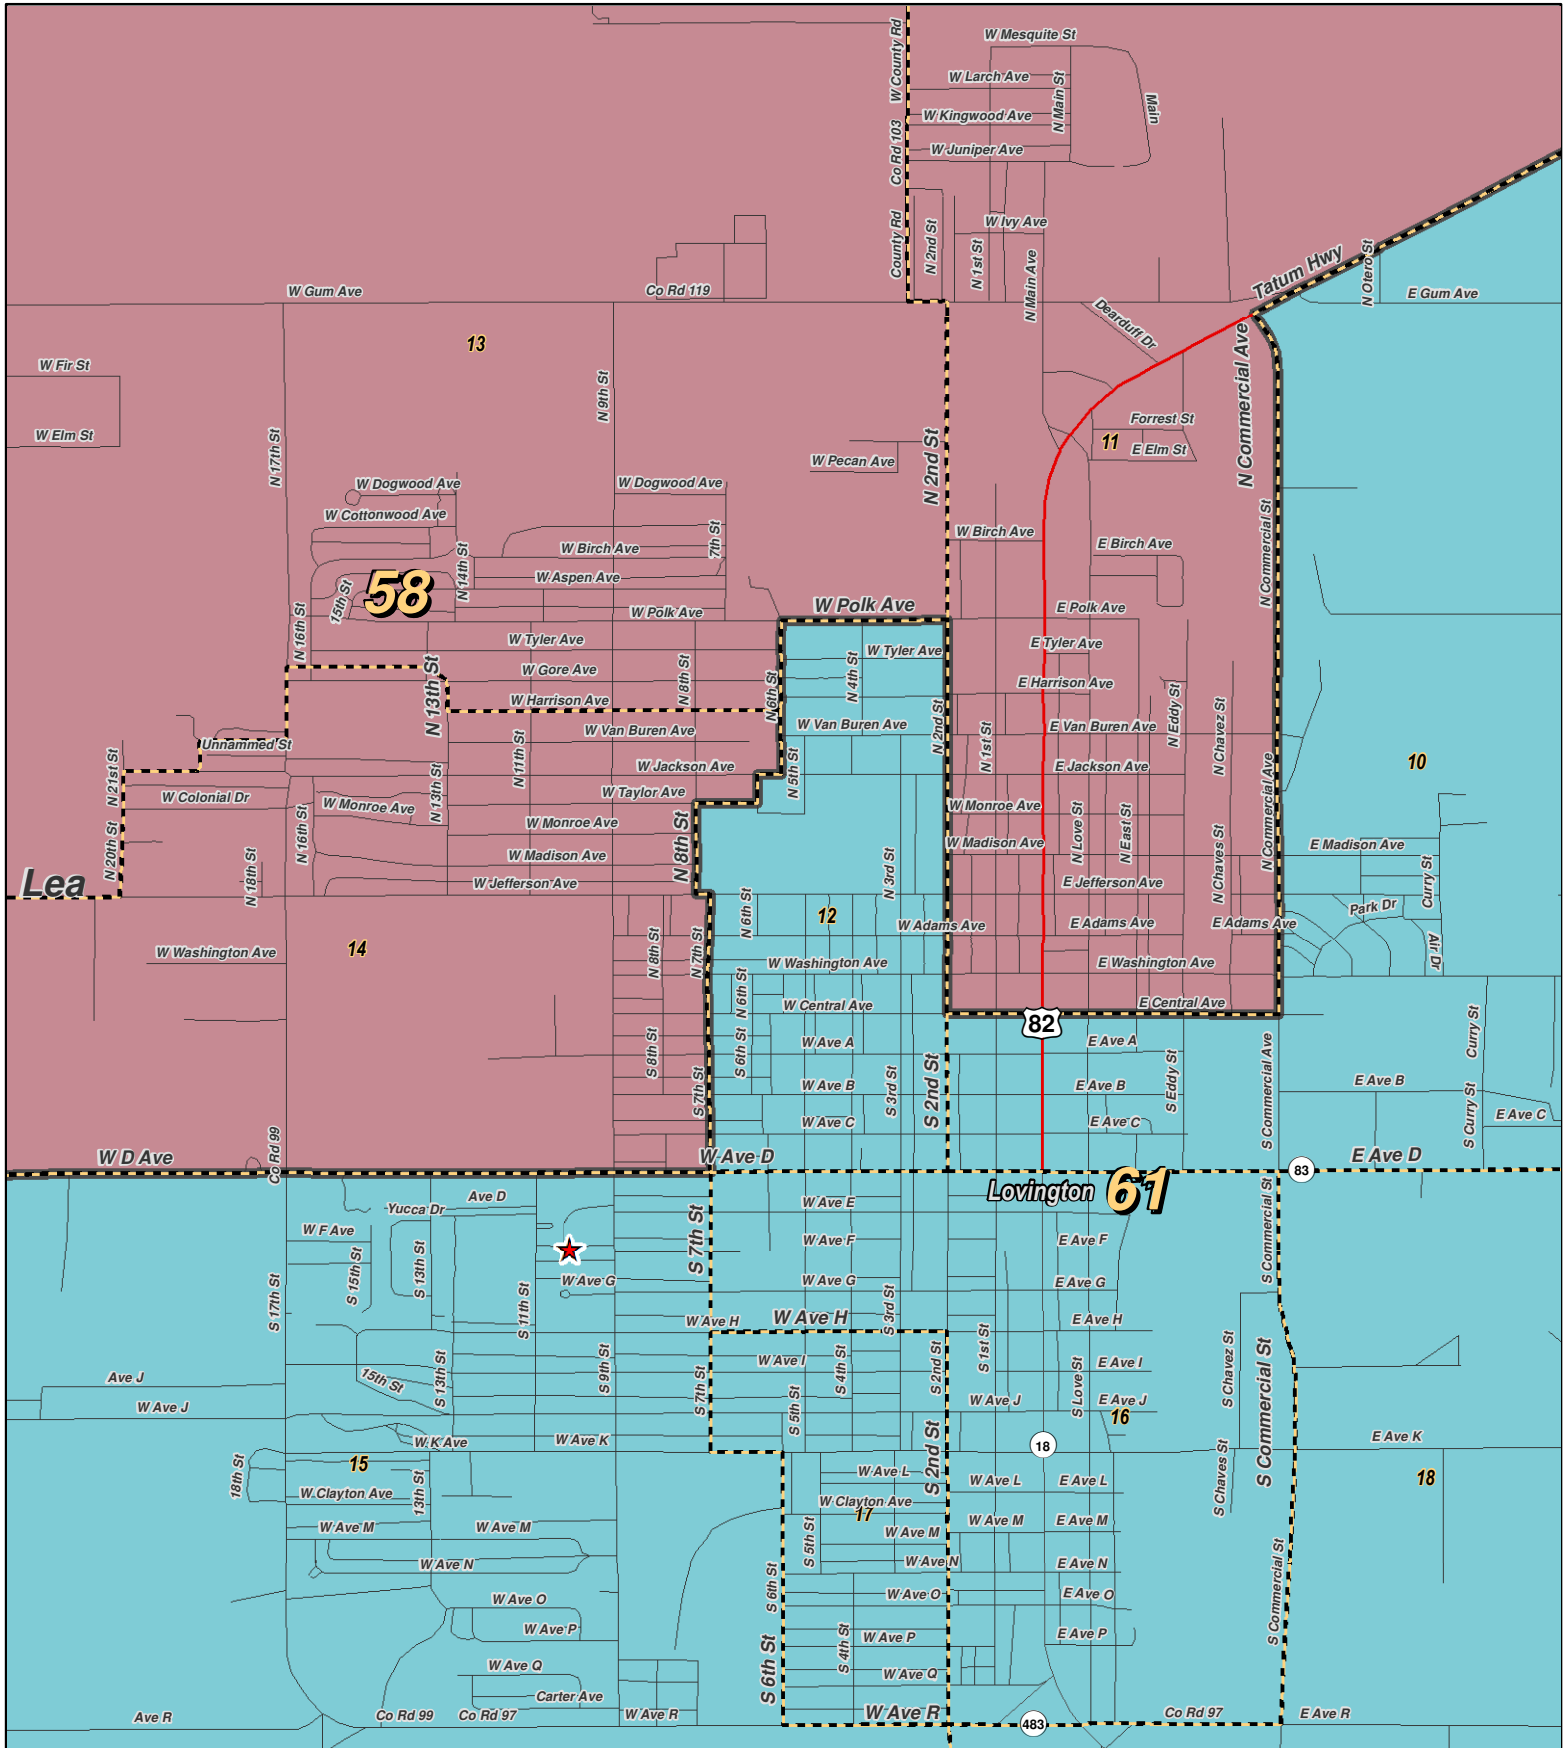 W Mesquite St
W County Rd
W Larch Ave
N Main St
Main
W Kingwood Ave
Co Rd 103
W Juniper Ave
W Ivy Ave
County Rd
N 2nd St
N 1st St
N Main Ave
Tatum Hwy
N Otero St
W Gum Ave
Co Rd 119
E Gum Ave
Dearduff Dr
13
W Fir St
N 9th St
N Commercial Ave
Forrest St
11
E Elm St
W Elm St
N 17th St
W Pecan Ave
N 2nd St
W Dogwood Ave
W Dogwood Ave
W Cottonwood Ave
7th St
W Birch Ave
E Birch Ave
N Commercial St
W Birch Ave
N 14th St
W Aspen Ave
58
15th St
W Polk Ave
W Polk Ave
E Polk Ave
N 16th St
W Tyler Ave
W Tyler Ave
E Tyler Ave
W Gore Ave
N 8th St
N 6th St
N 4th St
E Harrison Ave
N 13th St
W Harrison Ave
N Eddy St
N Chavez St
W Van Buren Ave
W Van Buren Ave
N 2nd St
N 1st St
E Van Buren Ave
Unnammed St
N 11th St
N 21st St
W Jackson Ave
N 5th St
E Jackson Ave
10
W Colonial Dr
W Monroe Ave
N 13th St
W Taylor Ave
W Monroe Ave
N Commercial Ave
N 16th St
W Monroe Ave
N 8th St
N Love St
N East St
N 20th St
W Madison Ave
W Madison Ave
E Madison Ave
N Chaves St
N 18th St
W Jefferson Ave
N 3rd St
E Jefferson Ave
Curry St
Lea
Park Dr
12
N 6th St
W Adams Ave
E Adams Ave
E Adams Ave
14
W Washington Ave
N 8th St
N 7th St
W Washington Ave
E Washington Ave
Air Dr
N 6th St
W Central Ave
E Central Ave
82
Curry St
S 8th St
S 6th St
W Ave A
E Ave A
S Eddy St
S Commercial Ave
S 7th St
W Ave B
S 3rd St
S 2nd St
E Ave B
E Ave B
S Curry St
W Ave C
E Ave C
E Ave C
W D Ave
Co Rd 99
W Ave D
E Ave D
83
Lovington
61
Ave D
Yucca Dr
W Ave E
W F Ave
W Ave F
E Ave F
S Commercial St
S 15th St
S 13th St
S 7th St
W Ave G
W Ave G
E Ave G
S 17th St
S 11th St
W Ave H
W Ave H
S 3rd St
E Ave H
S 1st St
W Ave I
E Ave I
S 9th St
S 4th St
S 2nd St
S Chavez St
S Commercial St
Ave J
15th St
S 13th St
S 7th St
S 5th St
W Ave J
S Love St
E Ave J
W Ave J
16
W K Ave
W Ave K
18
E Ave K
15
18th St
S 2nd St
W Ave L
W Ave L
E Ave L
S Chaves St
18
W Clayton Ave
13th St
W Clayton Ave
17
W Ave M
W Ave M
S 5th St
W Ave M
W Ave M
E Ave M
W Ave N
W Ave N
E Ave N
S Commercial St
S 6th St
W Ave O
W Ave O
E Ave O
W Ave P
S 4th St
W Ave P
E Ave P
S 6th St
W Ave Q
W Ave Q
Carter Ave
Ave R
Co Rd 99
Co Rd 97
W Ave R
W Ave R
483
Co Rd 97
E Ave R